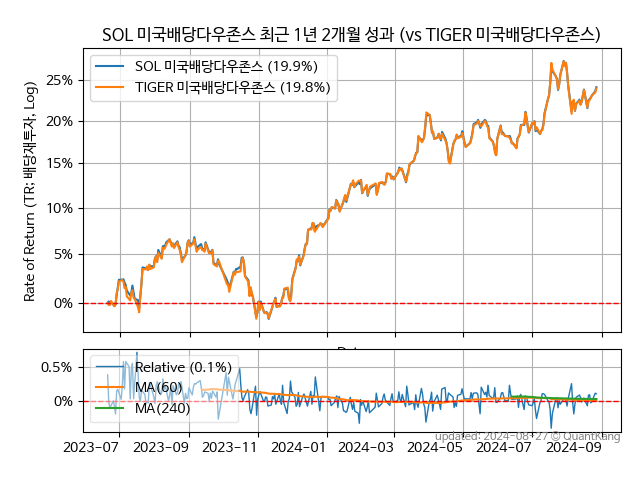 SOL 미국배당다우존스 최근 1년 2개월 성과 (vs TIGER 미국배당다우존스)
Rate of Return (TR: 배당재투자, Log)
25%
20%
15%
10%
5%
0%
SOL 미국배당다우존스 (19.9%)
TIGER 미국배당다우존스 (19.8%)
0.5%
0%
Relative (0.1%)
MA(60)
MA(240)
2023-07 2023-09 2023-11 2024-01 2024-03 2024-05 2024-07 2024-09
updated: 2024-08-27 © QuantKang